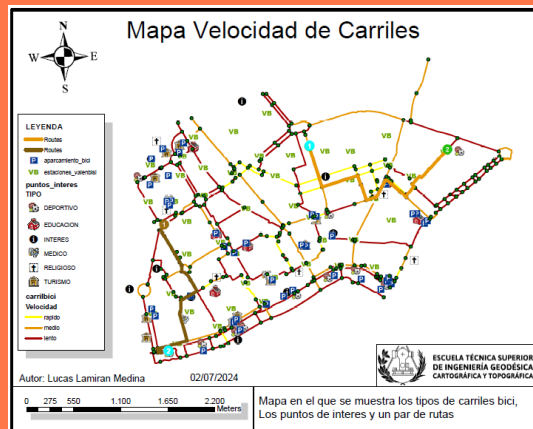 Mapa Velocidad de Carriles
N
W E
S
LEYENDA
Routes
Routes
P aparcamiento_bici
VB estaciones_valenbisi
puntos_interes
TIPO
DEPORTIVO
EDUCACION
INTERES
MEDICO
RELIGIOSO
TURISMO
carrilbici
Velocidad
rapido
medio
lento
Autor: Lucas Lamiran Medina 02/07/2024
ESCUELA TÉCNICA SUPERIOR
DE INGENIERÍA GEODÉSICA
CARTOGRÁFICA Y TOPOGRÁFICA
0 275 550 1.100 1.650 2.200
Meters
Mapa en el que se muestra los tipos de carriles bici,
Los puntos de interes y un par de rutas